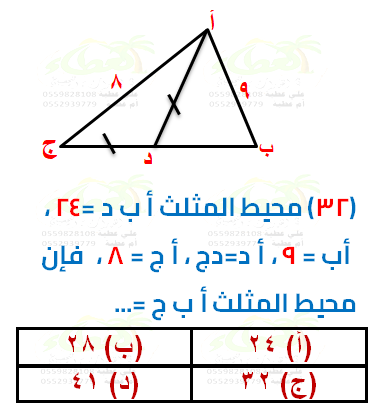 أ
٨
٩
ج
د
ب
(٣٢) محيط المثلث أ ب د =٢٤،
أب = ٩ ، أ د=دج ، أ ج = ٨ ، فإن
محيط المثلث أ ب ج =...
(أ) ٢٤ (ب) ٢٨
(ج) ٣٢ (د) ٤١